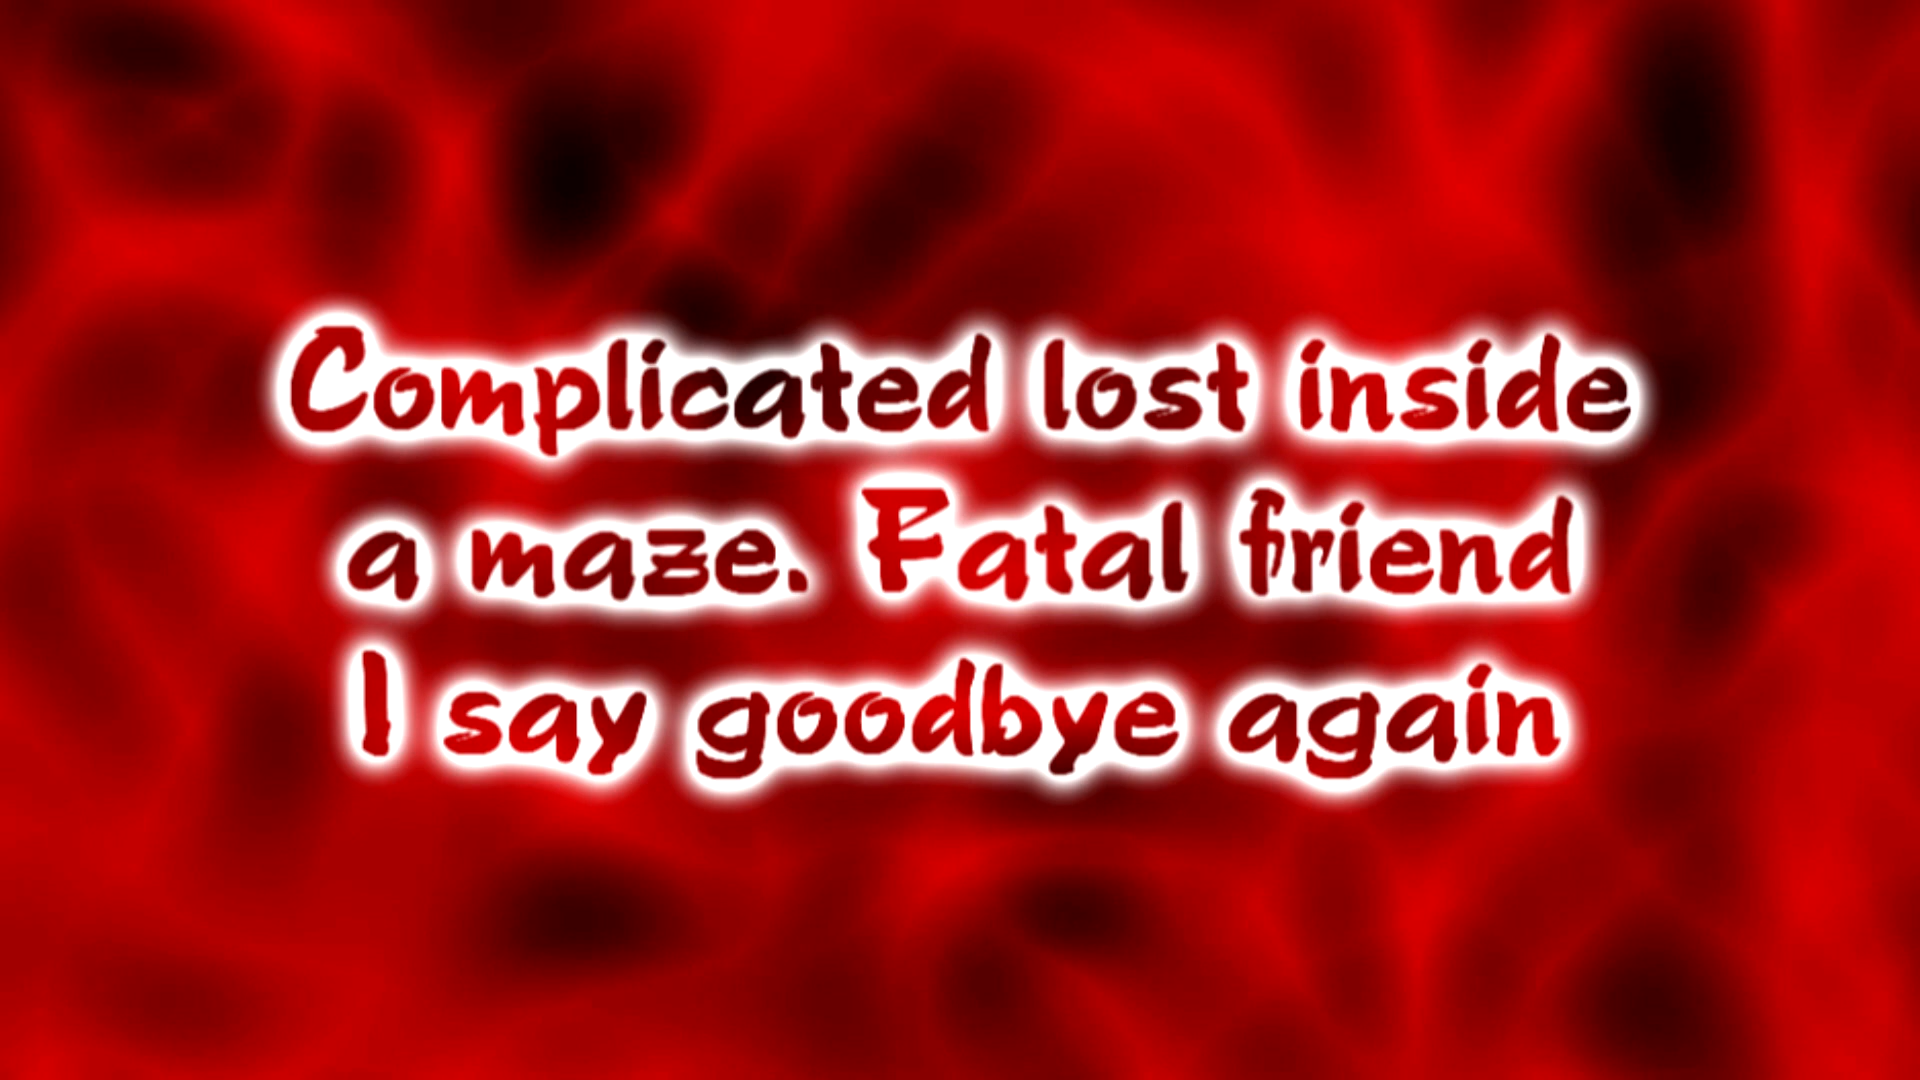 Complicated lost inside
a maze. Fatal friend
I say goodbye again